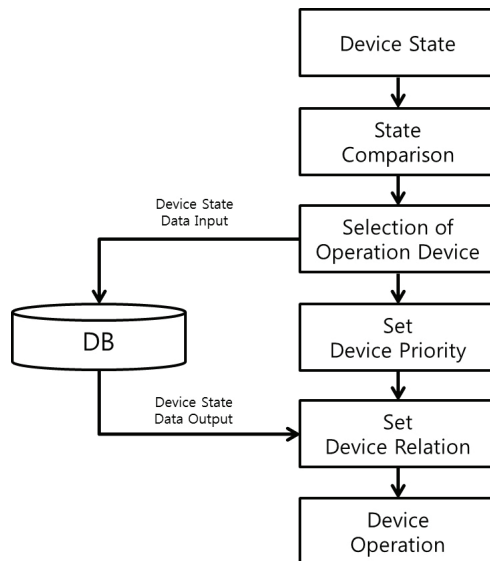 Device State
State
Comparison
Device State
Data Input
Selection of
Operation Device
DB
Set
Device Priority
Device State
Data Output
Set
Device Relation
Device
Operation